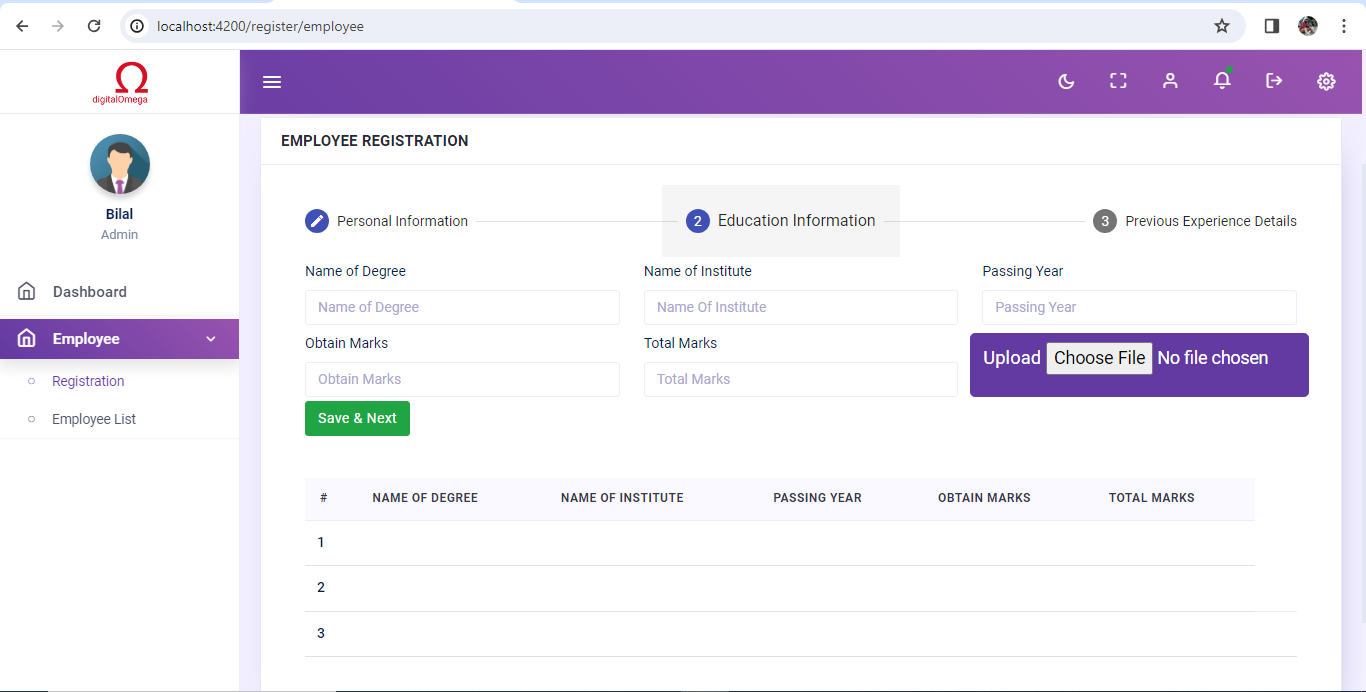 localhost:4200/register/employee
Ω
digitalOmega
Bilal
Admin
Dashboard
Employee
Registration
Employee List
EMPLOYEE REGISTRATION
Personal Information
2 Education Information
3 Previous Experience Details
Name of Degree Name of Institute Passing Year
Name of Degree Name Of Institute Passing Year
Obtain Marks Total Marks
Upload Choose File No file chosen
Obtain Marks Total Marks
Save & Next
# NAME OF DEGREE NAME OF INSTITUTE PASSING YEAR OBTAIN MARKS TOTAL MARKS
1
2
3